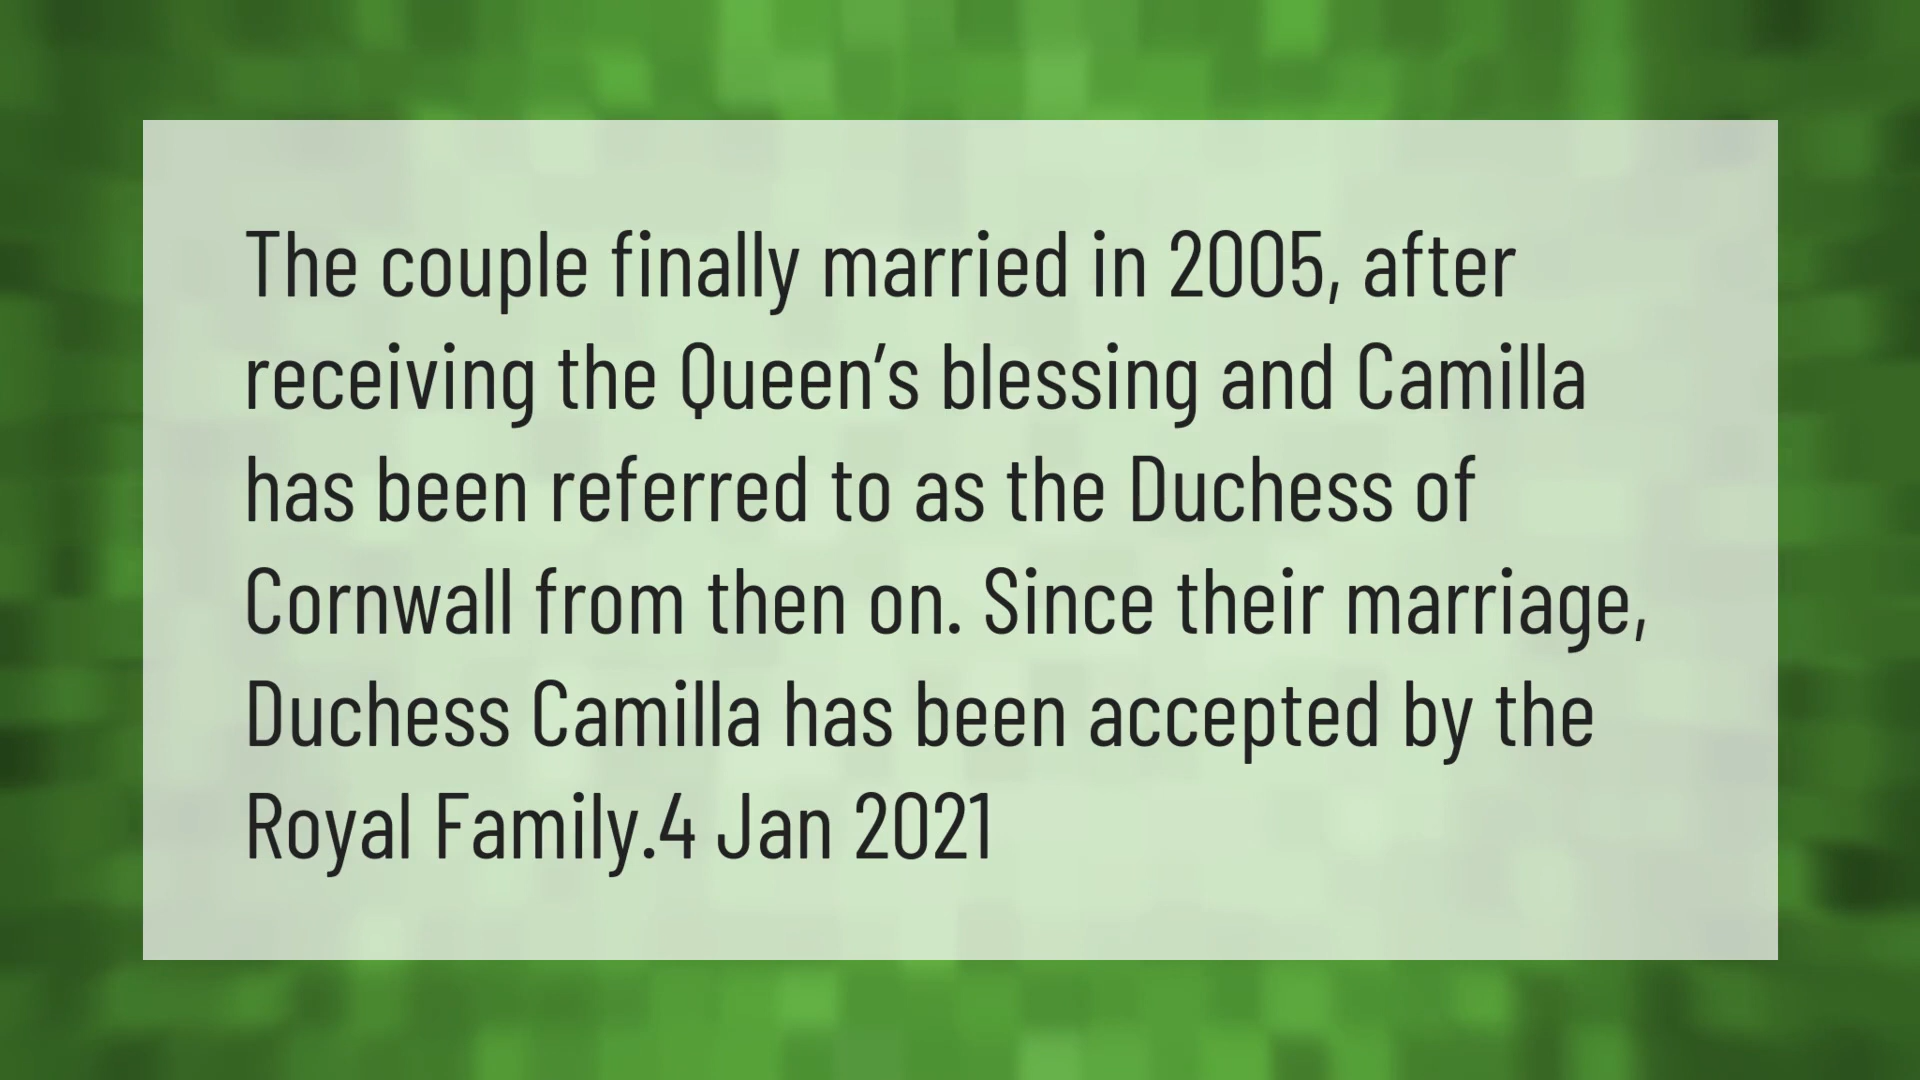 The couple finally married in 2005, after
receiving the Queen’s blessing and Camilla
has been referred to as the Duchess of
Cornwall from then on. Since their marriage,
Duchess Camilla has been accepted by the
Royal Family.4 Jan 2021